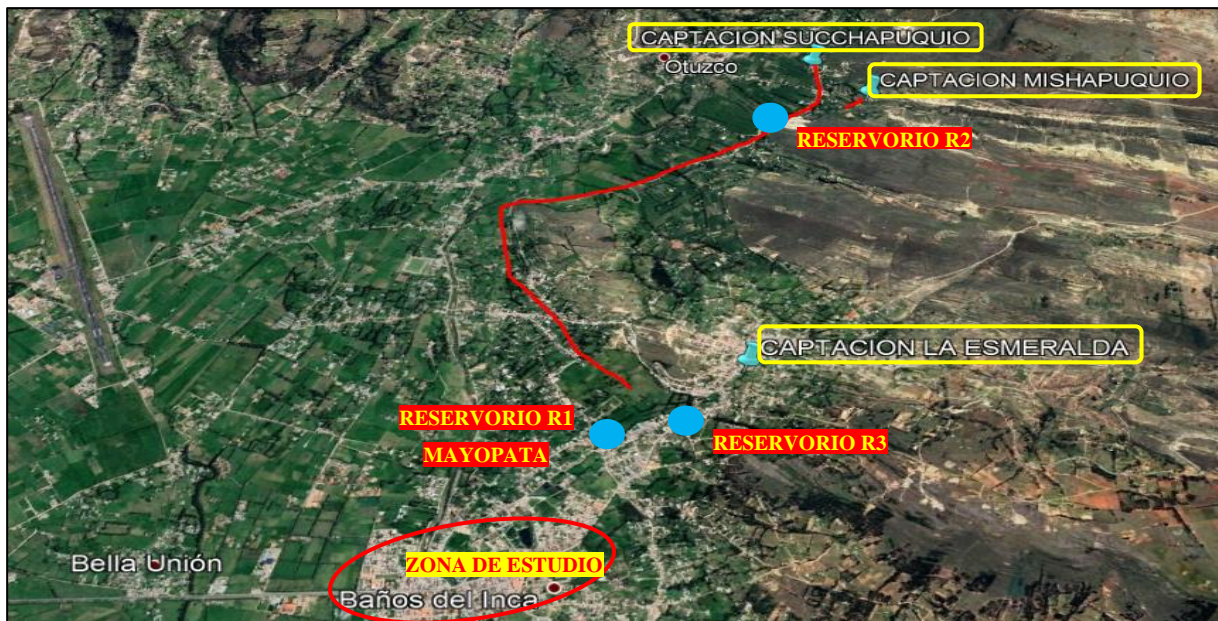 CAPTACION SUCCHAPUQUIO
Otuzco
CAPTACION MISHAPUQUIO
RESERVORIO R2
CAPTACION LA ESMERALDA
RESERVORIO R1
MAYOPATA
RESERVORIO R3
ZONA DE ESTUDIO
Bella Unión
Baños del Inca